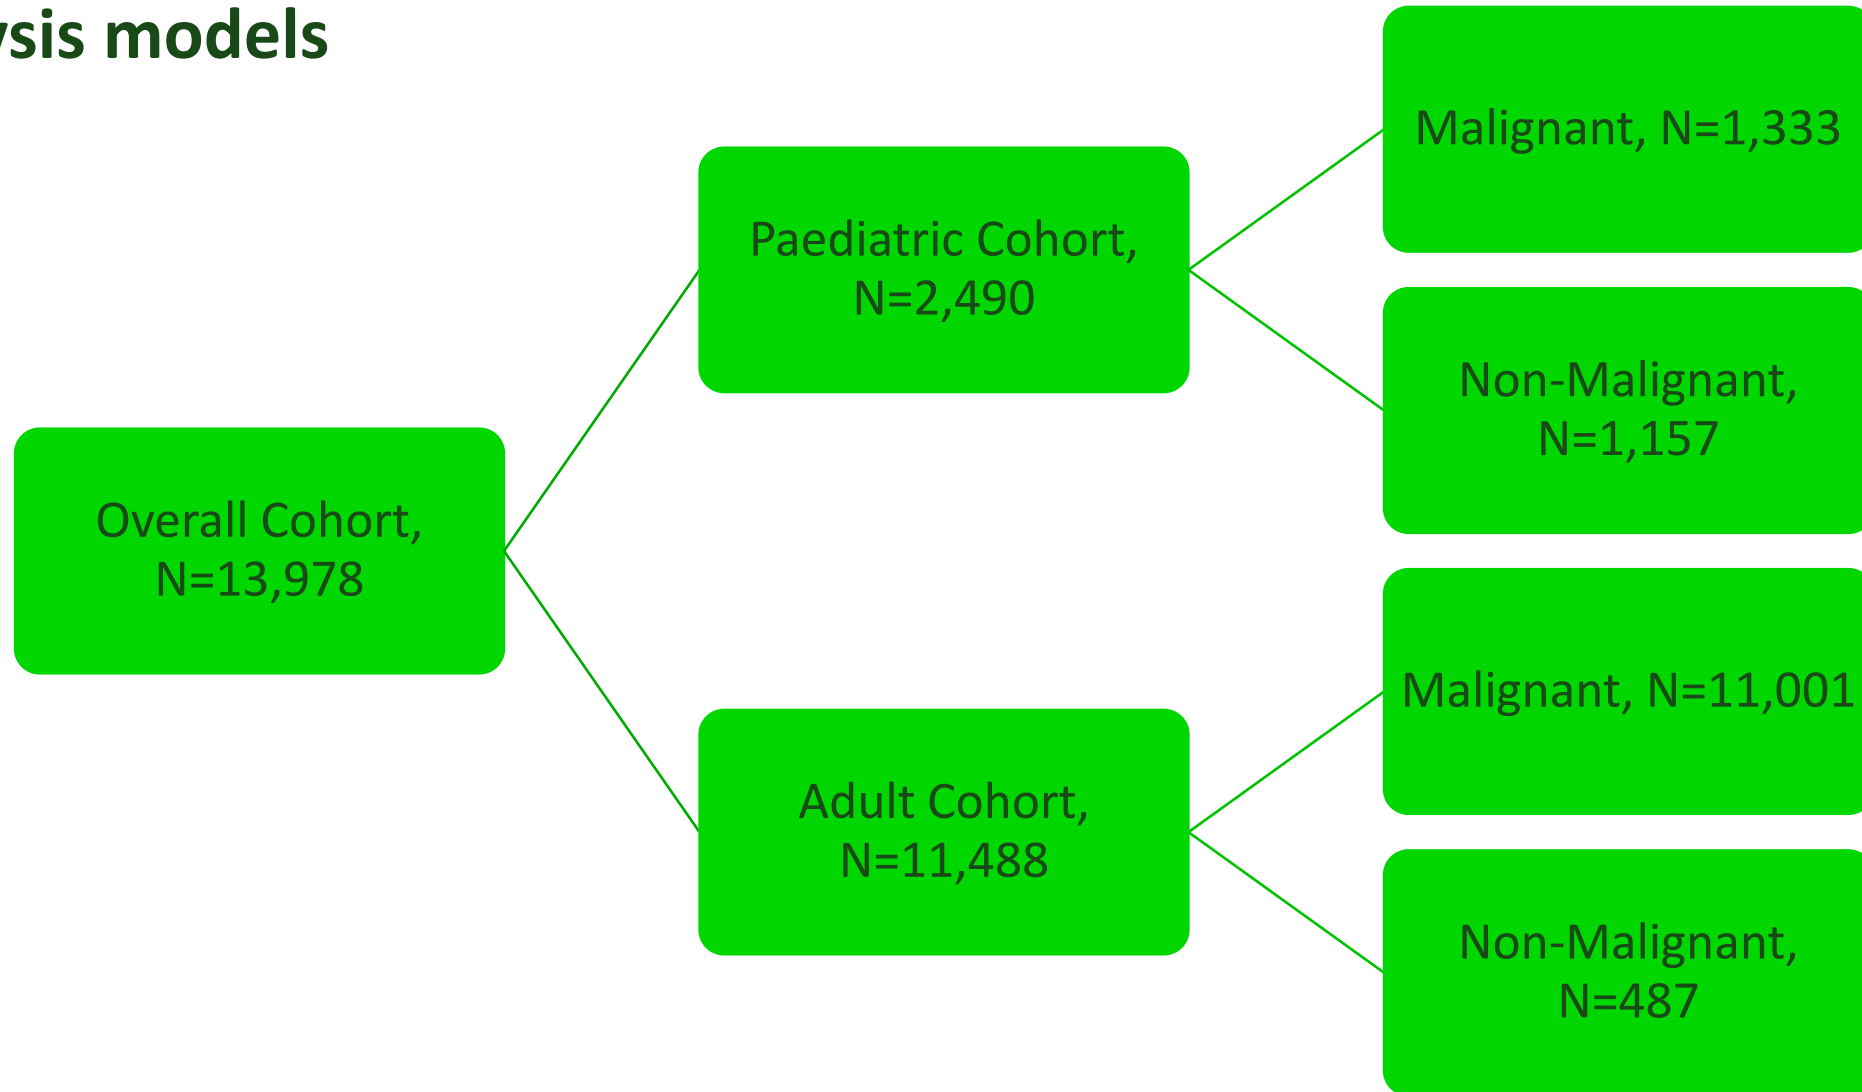 ysis models
Malignant, N=1,333
Paediatric Cohort,
N=2,490
Non-Malignant,
N=1,157
Overall Cohort,
N=13,978
Malignant, N=11,001
Adult Cohort,
N=11,488
Non-Malignant,
N=487